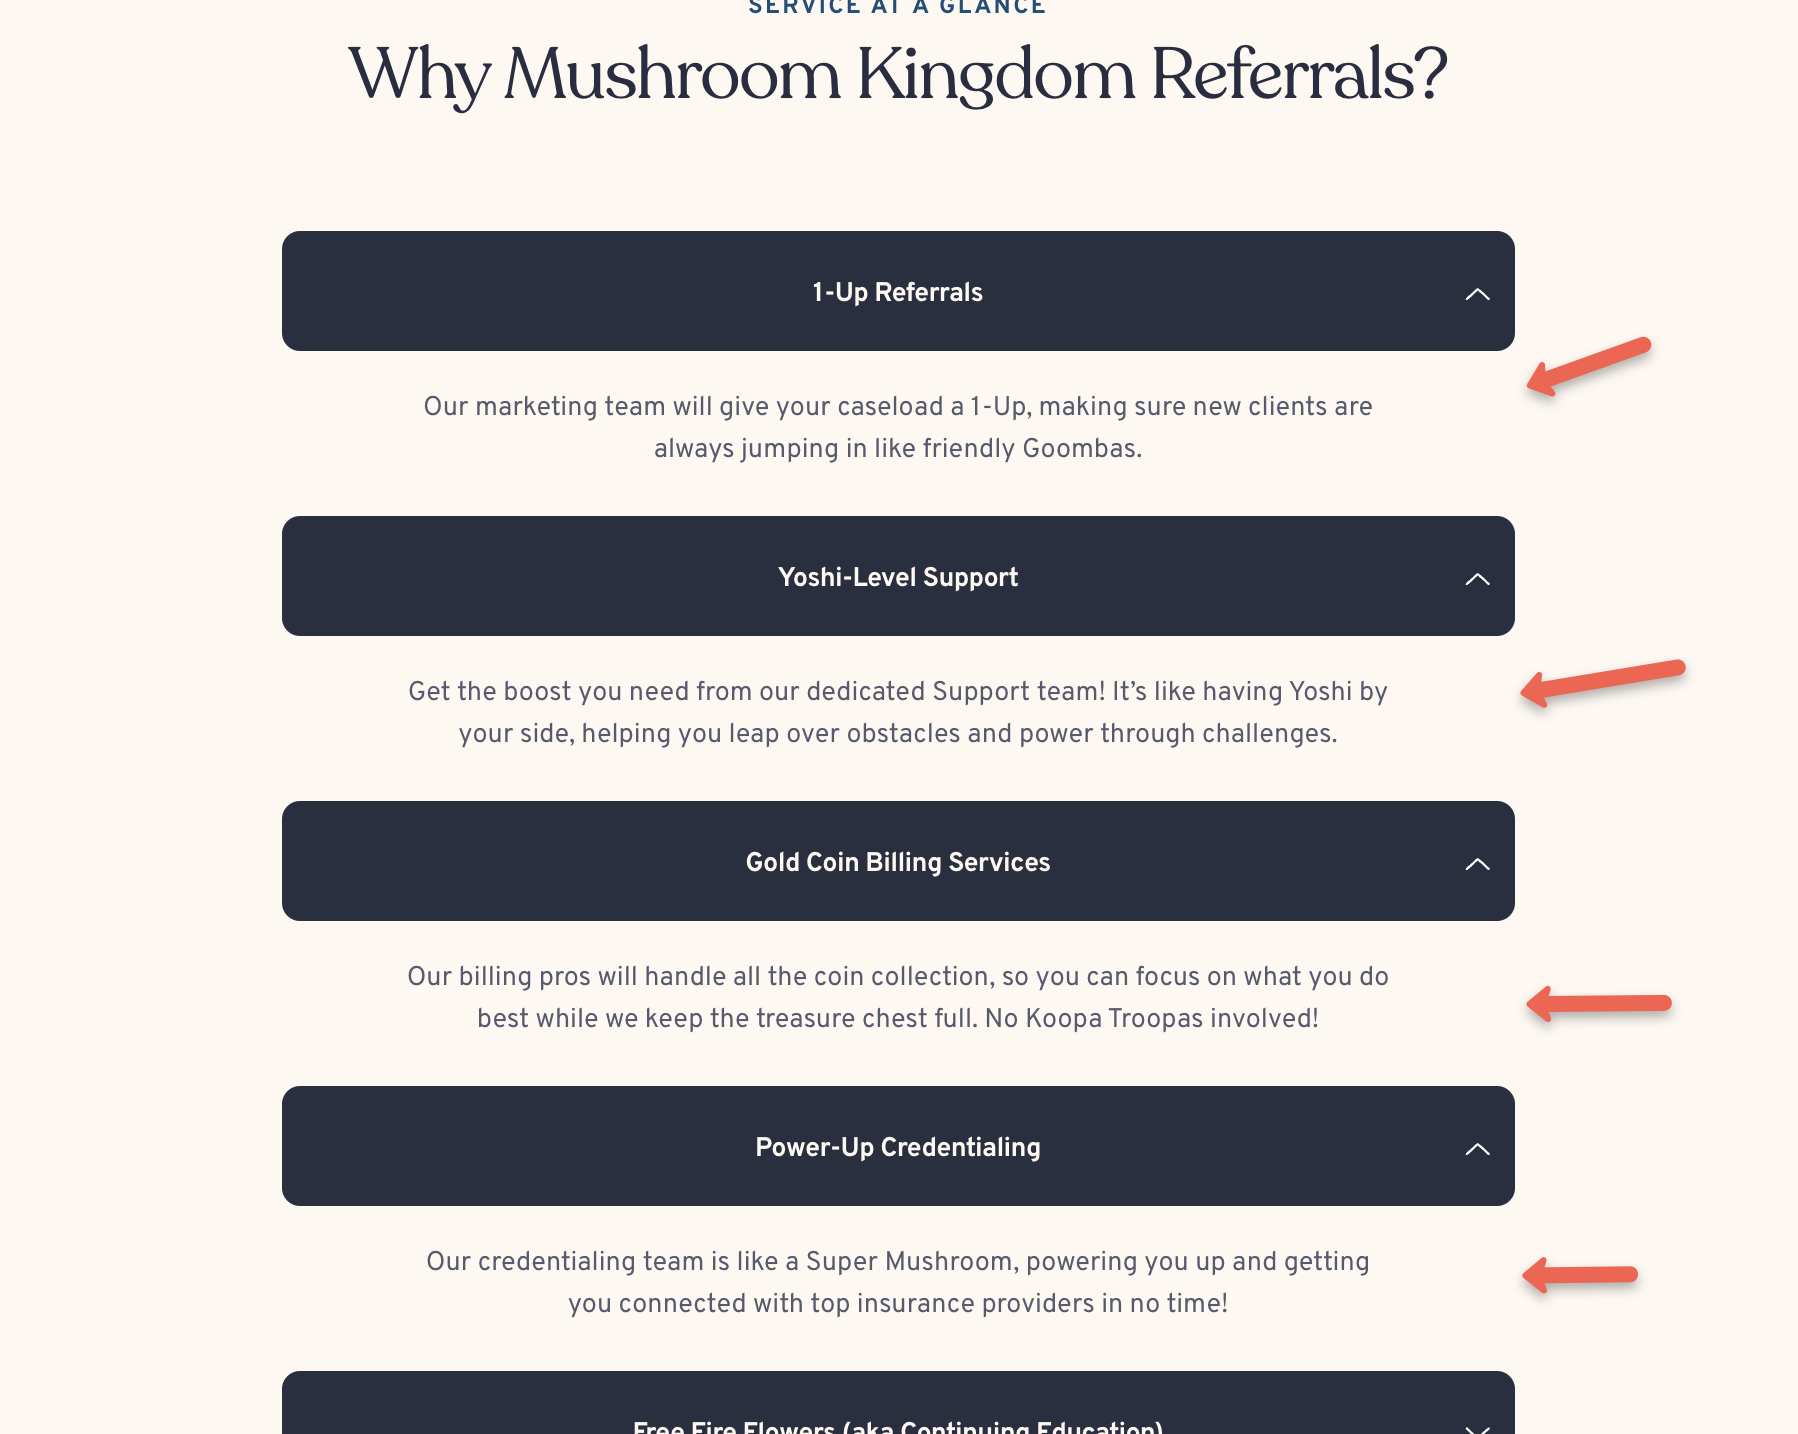 SERVICE AT A GLANCE
Why Mushroom Kingdom Referrals?
1-Up Referrals
Our marketing team will give your caseload a 1-Up, making sure new clients are
always jumping in like friendly Goombas.
Yoshi-Level Support
Get the boost you need from our dedicated Support team! It’s like having Yoshi by
your side, helping you leap over obstacles and power through challenges.
Gold Coin Billing Services
Our billing pros will handle all the coin collection, so you can focus on what you do
best while we keep the treasure chest full. No Koopa Troopas involved!
Power-Up Credentialing
Our credentialing team is like a Super Mushroom, powering you up and getting
you connected with top insurance providers in no time!
Free Fire Flowers (aka Continuing Education)